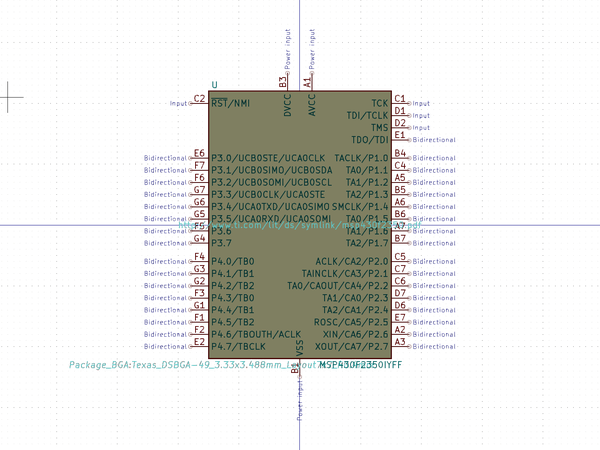 Power input
Power input
U
B3
A1
DVCC
AVCC
Input C2 RST/NMI
TCK C1 Input
TDI/TCLK D1 Input
TMS D2 Input
TDO/TDI E1 Bidirectional
Bidirectional E6 P3.0/UCB0STE/UCA0CLK TACLK/P1.0 B4 Bidirectional
Bidirectional F7 P3.1/UCB0SIMO/UCB0SDA TA0/P1.1 C4 Bidirectional
Bidirectional F6 P3.2/UCB0SOMI/UCB0SCL TA1/P1.2 A5 Bidirectional
Bidirectional G7 P3.3/UCB0CLK/UCA0STE TA2/P1.3 B5 Bidirectional
Bidirectional G6 P3.4/UCA0TXD/UCA0SIMO SMCLK/P1.4 A6 Bidirectional
Bidirectional G5 P3.5/UCA0RXD/UCA0SOMI TA0/P1.5 B6 Bidirectional
Bidirectional F5 P3.6 TA1/P1.6 A7 Bidirectional
Bidirectional G4 P3.7 TA2/P1.7 B7 Bidirectional
Bidirectional F4 P4.0/TB0 ACLK/CA2/P2.0 C5 Bidirectional
Bidirectional G3 P4.1/TB1 TAINCLK/CA3/P2.1 C7 Bidirectional
Bidirectional G2 P4.2/TB2 TA0/CAOUT/CA4/P2.2 C6 Bidirectional
Bidirectional F3 P4.3/TB0 TA1/CA0/P2.3 D7 Bidirectional
Bidirectional G1 P4.4/TB1 TA2/CA1/P2.4 D6 Bidirectional
Bidirectional F1 P4.5/TB2 ROSC/CA5/P2.5 E7 Bidirectional
Bidirectional F2 P4.6/TBOUTH/ACLK XIN/CA6/P2.6 A2 Bidirectional
Bidirectional E2 P4.7/TBCLK XOUT/CA7/P2.7 A3 Bidirectional
VSS
MSP430F2350IYFF
Power input